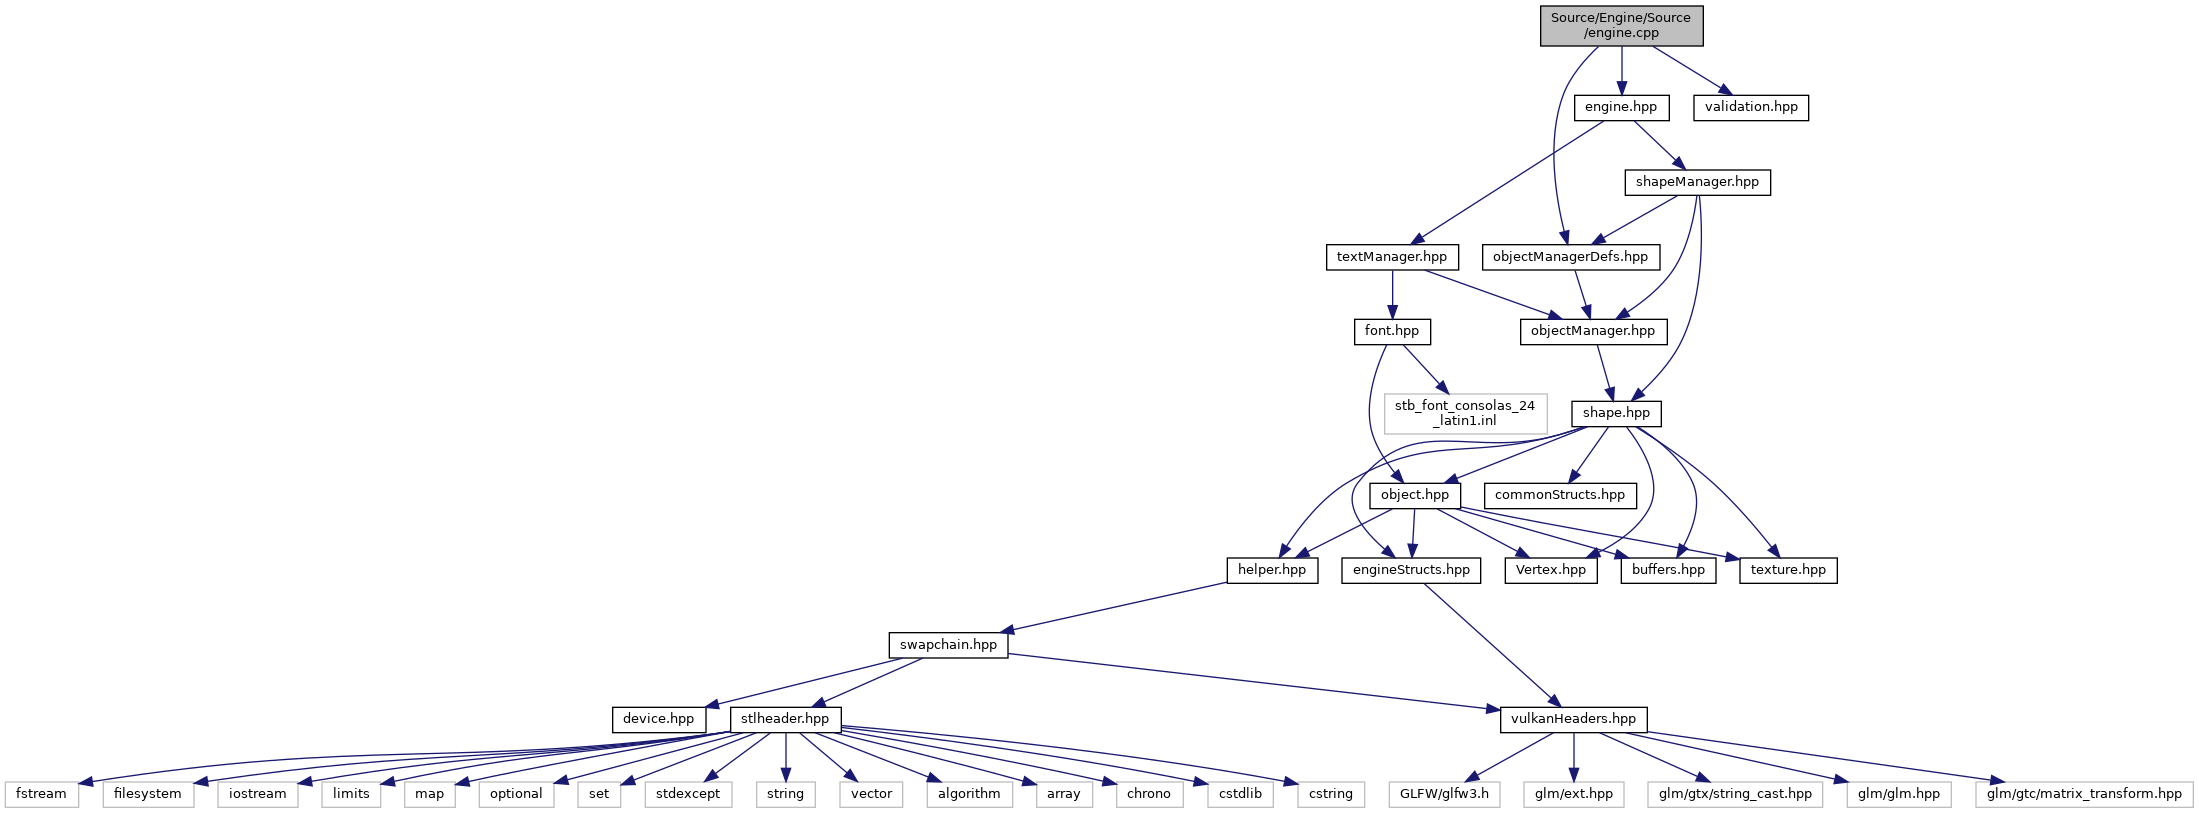 Source/Engine/Source
/engine.cpp
engine.hpp
validation.hpp
shapeManager.hpp
textManager.hpp
objectManagerDefs.hpp
font.hpp
objectManager.hpp
stb_font_consolas_24
_latin1.inl
shape.hpp
object.hpp
commonStructs.hpp
helper.hpp
engineStructs.hpp
Vertex.hpp
buffers.hpp
texture.hpp
swapchain.hpp
device.hpp
stlheader.hpp
vulkanHeaders.hpp
fstream
filesystem
iostream
limits
map
optional
set
stdexcept
string
vector
algorithm
array
chrono
cstdlib
cstring
GLFW/glfw3.h
glm/ext.hpp
glm/gtx/string_cast.hpp
glm/glm.hpp
glm/gtc/matrix_transform.hpp